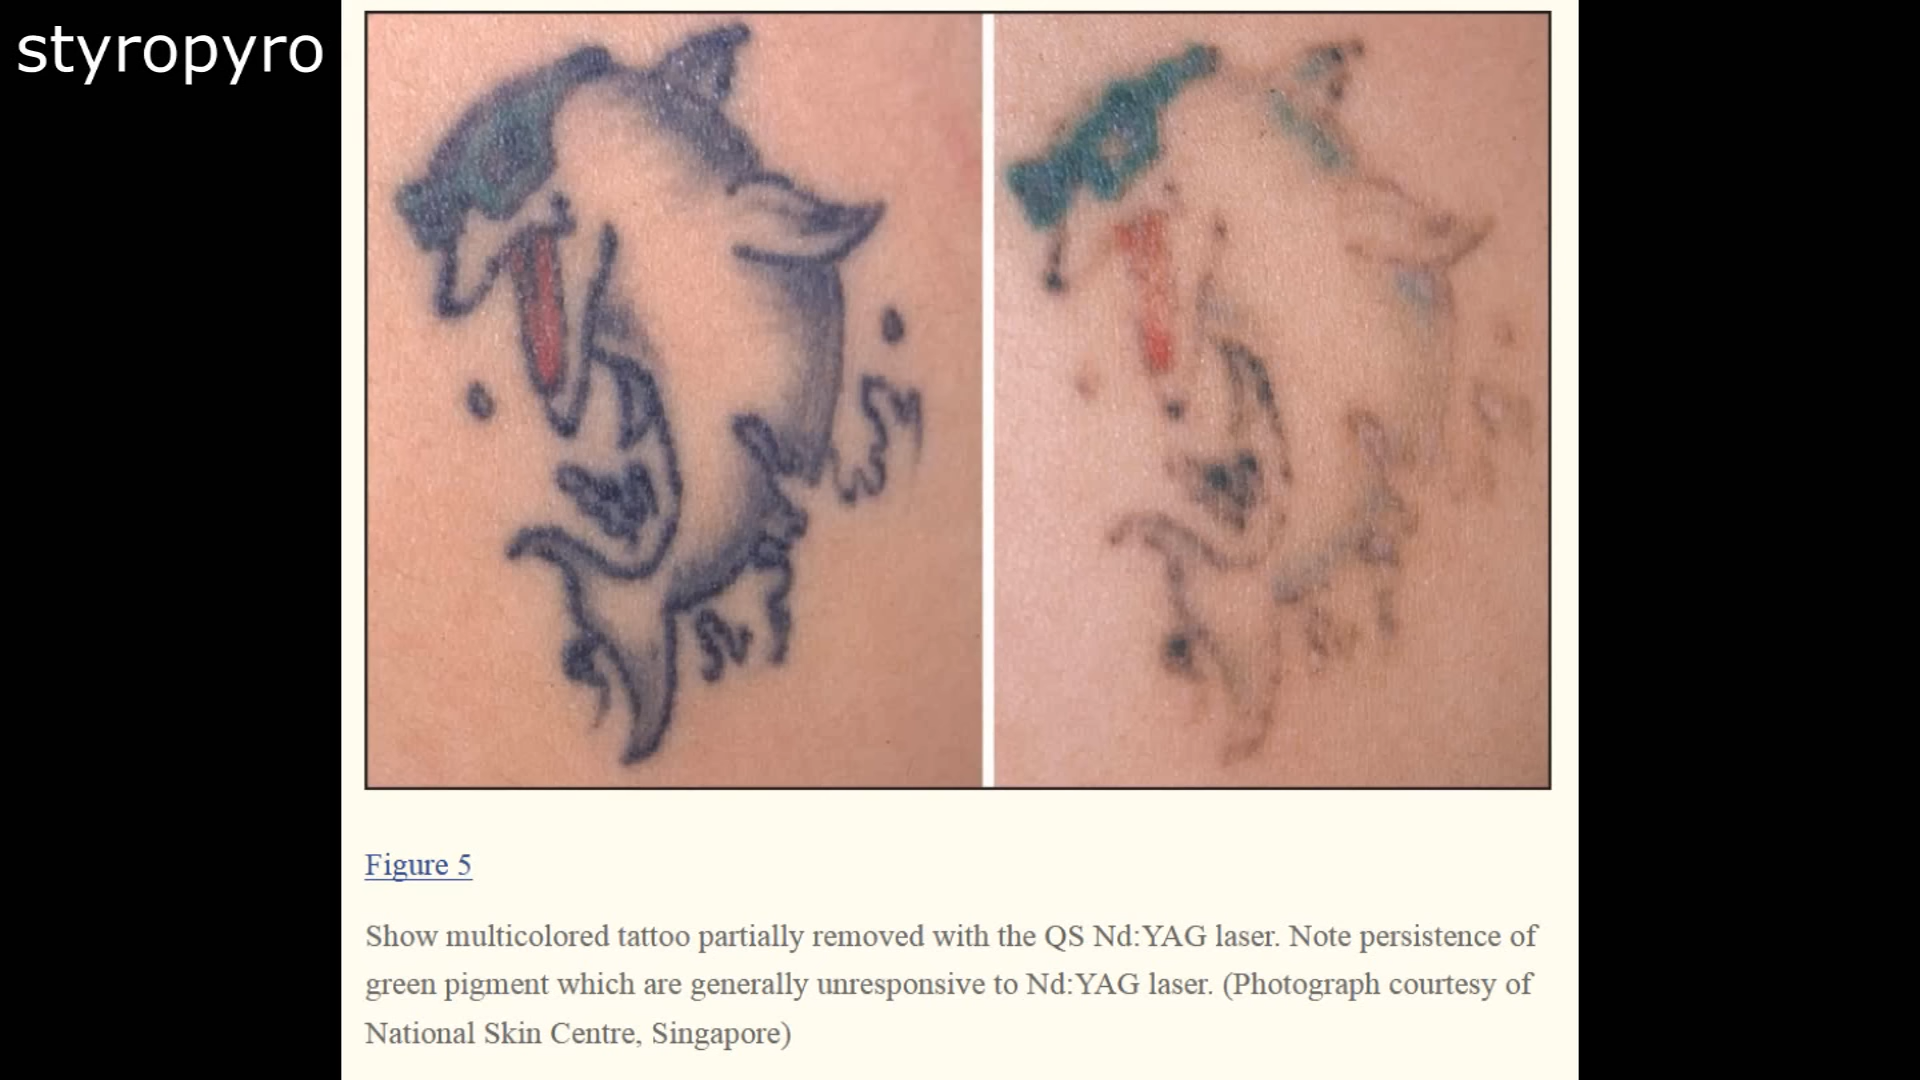 styropyro
Figure 5
Show multicolored tattoo partially removed with the QS Nd:YAG laser. Note persistence of
green pigment which are generally unresponsive to Nd:YAG laser. (Photograph courtesy of
National Skin Centre, Singapore)